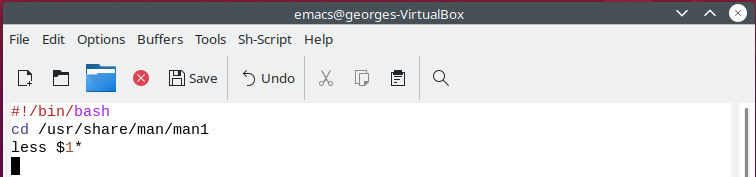 emacs@georges-VirtualBox
File Edit Options Buffers Tools Sh-Script Help
Save Undo
#!/bin/bash
cd /usr/share/man/man1
less $1*